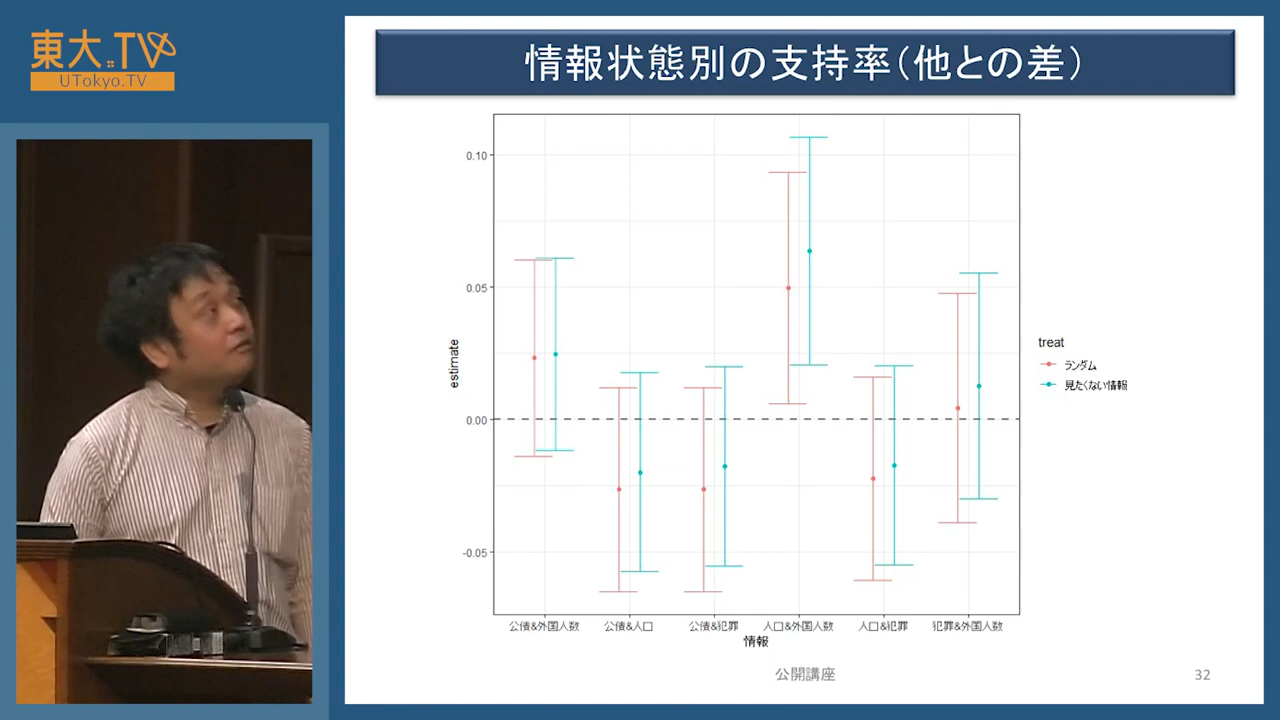 東大.TV
UTokyo.TV
情報状態別の支持率(他との差)
0.10
0.05
0.00
-0.05
estimate
公債&外国人数
公債&人口
公債&犯罪
人口&外国人数
人口&犯罪
犯罪&外国人数
情報
treat
ランダム
見たくない情報
公開講座
32